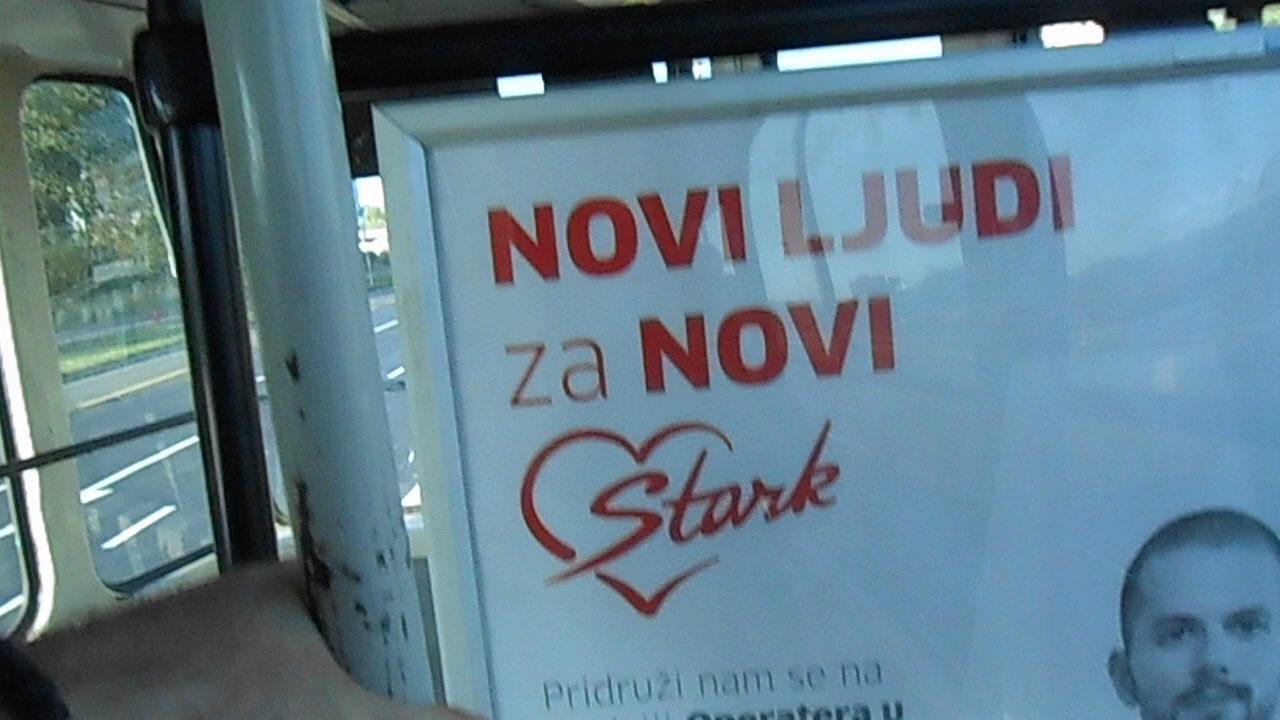 NOVI LJUDI
za NOVI
Stark
Pridruži nam se na
Operatera u